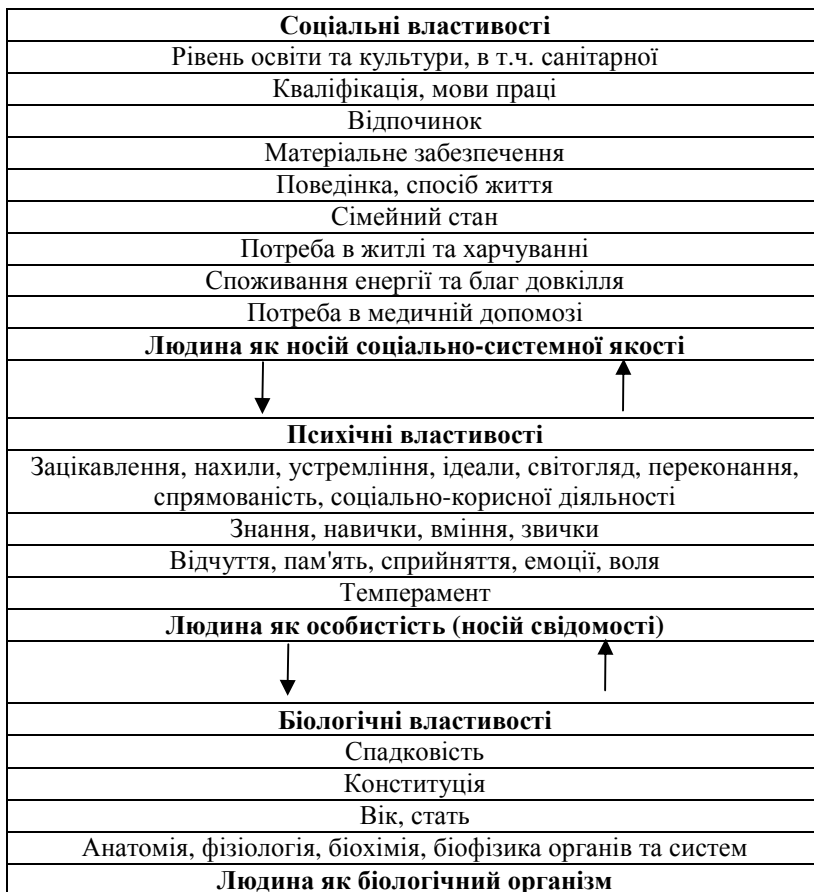 Соціальні властивості
Рівень освіти та культури, в т.ч. санітарної
Кваліфікація, мови праці
Відпочинок
Матеріальне забезпечення
Поведінка, спосіб життя
Сімейний стан
Потреба в житлі та харчуванні
Споживання енергії та благ довкілля
Потреба в медичній допомозі
Людина як носій соціально-системної якості
Психічні властивості
Зацікавлення, нахили, устремління, ідеали, світогляд, переконання,
спрямованість, соціально-корисної діяльності
Знання, навички, вміння, звички
Відчуття, пам'ять, сприйняття, емоції, воля
Темперамент
Людина як особистість (носій свідомості)
Біологічні властивості
Спадковість
Конституція
Вік, стать
Анатомія, фізіологія, біохімія, біофізика органів та систем
Людина як біологічний організм